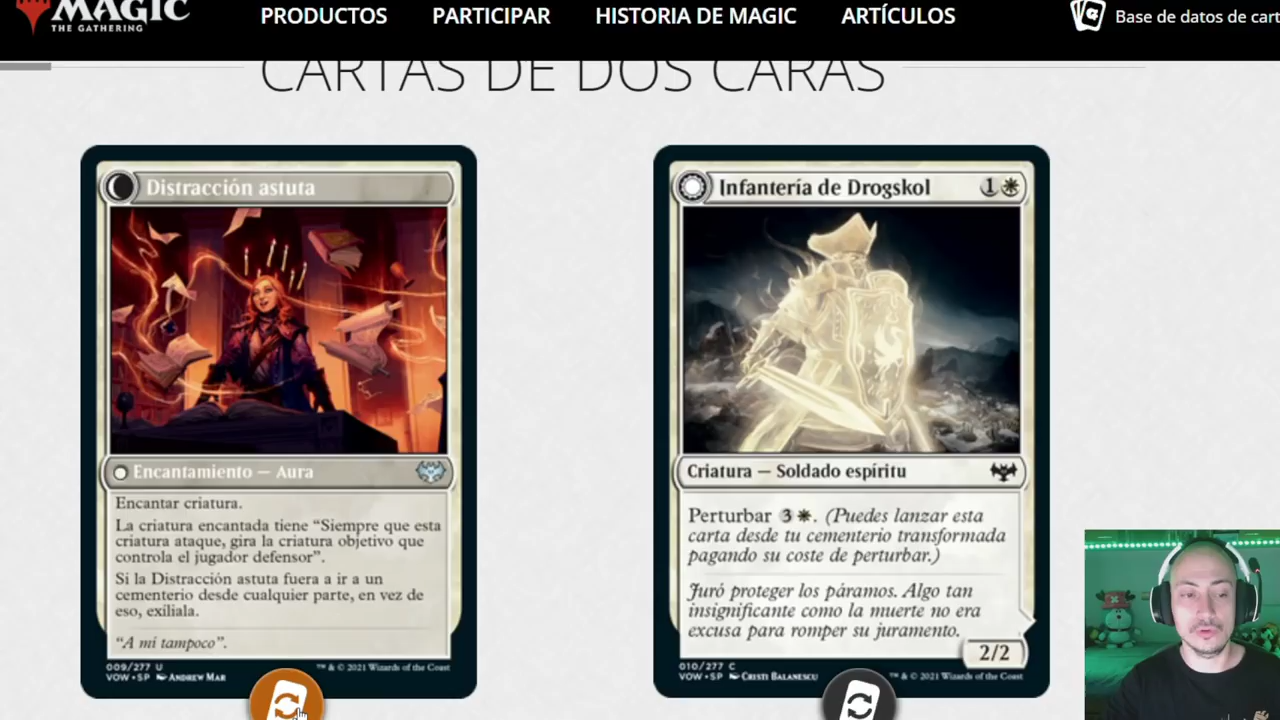 MAGIC
THE GATHERING
PRODUCTOS
PARTICIPAR
HISTORIA DE MAGIC
ARTÍCULOS
Base de datos de cart
CARTAS DE DOS CARAS
Distracción astuta
Encantamiento — Aura
Encantar criatura.
La criatura encantada tiene “Siempre que esta
criatura ataque, gira la criatura objetivo que
controla el jugador defensor”.
Si la Distracción astuta fuera a ir a un
cementerio desde cualquier parte, en vez de
eso, exíliala.
“A mí tampoco”.
009/277 U
VOW • SP ANDREW MAR
™ & © 2021 Wizards of the Coast
Infantería de Drogskol
1
Criatura — Soldado espíritu
Perturbar 3. (Puedes lanzar esta
carta desde tu cementerio transformada
pagando su coste de perturbar.)
Juró proteger los páramos. Algo tan
insignificante como la muerte no era
excusa para romper su juramento.
2/2
010/277 C
VOW • SP CRISTI BALANESCU
™ & © 2021 Wizards of the Coast